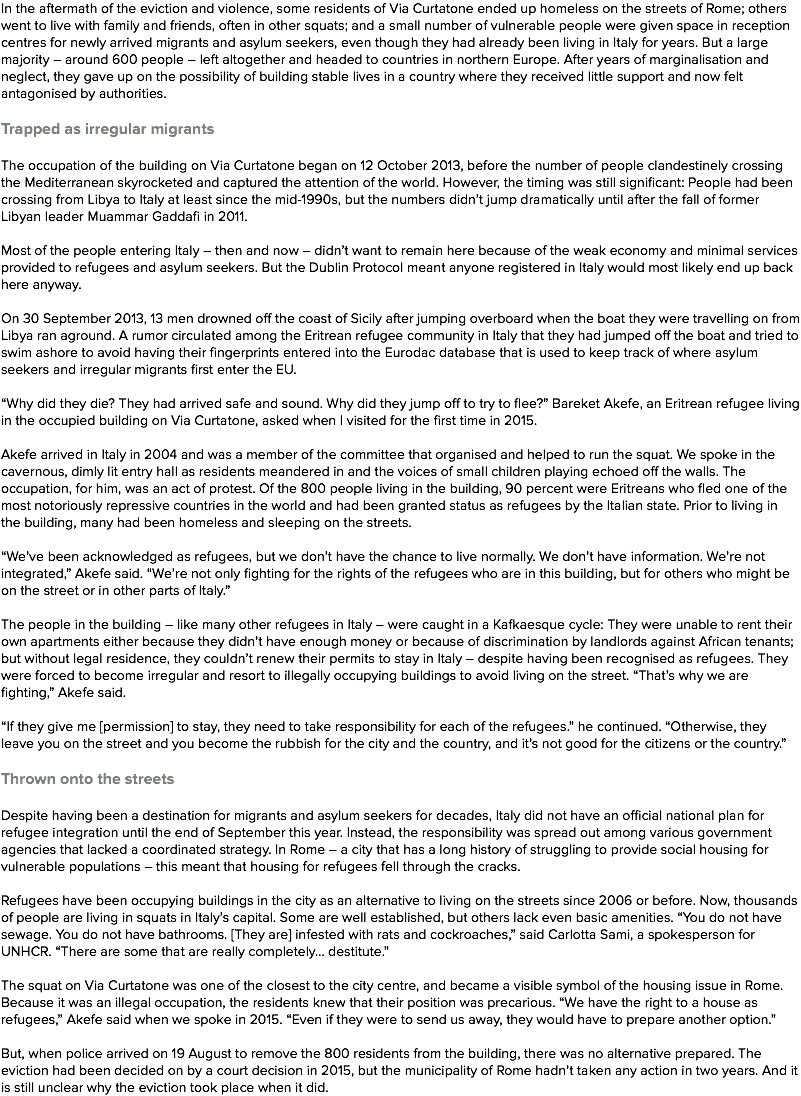 In the aftermath of the eviction and violence, some residents of Via Curtatone ended up homeless on the streets of Rome; others
went to live with family and friends, often in other squats; and a small number of vulnerable people were given space in reception
centres for newly arrived migrants and asylum seekers, even though they had already been living in Italy for years. But a large
majority – around 600 people – left altogether and headed to countries in northern Europe. After years of marginalisation and
neglect, they gave up on the possibility of building stable lives in a country where they received little support and now felt
antagonised by authorities.
Trapped as irregular migrants
The occupation of the building on Via Curtatone began on 12 October 2013, before the number of people clandestinely crossing
the Mediterranean skyrocketed and captured the attention of the world. However, the timing was still significant: People had been
crossing from Libya to Italy at least since the mid-1990s, but the numbers didn’t jump dramatically until after the fall of former
Libyan leader Muammar Gaddafi in 2011.
Most of the people entering Italy – then and now – didn’t want to remain here because of the weak economy and minimal services
provided to refugees and asylum seekers. But the Dublin Protocol meant anyone registered in Italy would most likely end up back
here anyway.
On 30 September 2013, 13 men drowned off the coast of Sicily after jumping overboard when the boat they were travelling on from
Libya ran aground. A rumor circulated among the Eritrean refugee community in Italy that they had jumped off the boat and tried to
swim ashore to avoid having their fingerprints entered into the Eurodac database that is used to keep track of where asylum
seekers and irregular migrants first enter the EU.
“Why did they die? They had arrived safe and sound. Why did they jump off to try to flee?” Bareket Akefe, an Eritrean refugee living
in the occupied building on Via Curtatone, asked when I visited for the first time in 2015.
Akefe arrived in Italy in 2004 and was a member of the committee that organised and helped to run the squat. We spoke in the
cavernous, dimly lit entry hall as residents meandered in and the voices of small children playing echoed off the walls. The
occupation, for him, was an act of protest. Of the 800 people living in the building, 90 percent were Eritreans who fled one of the
most notoriously repressive countries in the world and had been granted status as refugees by the Italian state. Prior to living in
the building, many had been homeless and sleeping on the streets.
“We’ve been acknowledged as refugees, but we don’t have the chance to live normally. We don’t have information. We’re not
integrated,” Akefe said. “We’re not only fighting for the rights of the refugees who are in this building, but for others who might be
on the street or in other parts of Italy.”
The people in the building – like many other refugees in Italy – were caught in a Kafkaesque cycle: They were unable to rent their
own apartments either because they didn’t have enough money or because of discrimination by landlords against African tenants;
but without legal residence, they couldn’t renew their permits to stay in Italy – despite having been recognised as refugees. They
were forced to become irregular and resort to illegally occupying buildings to avoid living on the street. “That’s why we are
fighting,” Akefe said.
“If they give me [permission] to stay, they need to take responsibility for each of the refugees.” he continued. “Otherwise, they
leave you on the street and you become the rubbish for the city and the country, and it’s not good for the citizens or the country.”
Thrown onto the streets
Despite having been a destination for migrants and asylum seekers for decades, Italy did not have an official national plan for
refugee integration until the end of September this year. Instead, the responsibility was spread out among various government
agencies that lacked a coordinated strategy. In Rome – a city that has a long history of struggling to provide social housing for
vulnerable populations – this meant that housing for refugees fell through the cracks.
Refugees have been occupying buildings in the city as an alternative to living on the streets since 2006 or before. Now, thousands
of people are living in squats in Italy’s capital. Some are well established, but others lack even basic amenities. “You do not have
sewage. You do not have bathrooms. [They are] infested with rats and cockroaches,” said Carlotta Sami, a spokesperson for
UNHCR. “There are some that are really completely... destitute.”
The squat on Via Curtatone was one of the closest to the city centre, and became a visible symbol of the housing issue in Rome.
Because it was an illegal occupation, the residents knew that their position was precarious. “We have the right to a house as
refugees,” Akefe said when we spoke in 2015. “Even if they were to send us away, they would have to prepare another option.”
But, when police arrived on 19 August to remove the 800 residents from the building, there was no alternative prepared. The
eviction had been decided on by a court decision in 2015, but the municipality of Rome hadn’t taken any action in two years. And it
is still unclear why the eviction took place when it did.